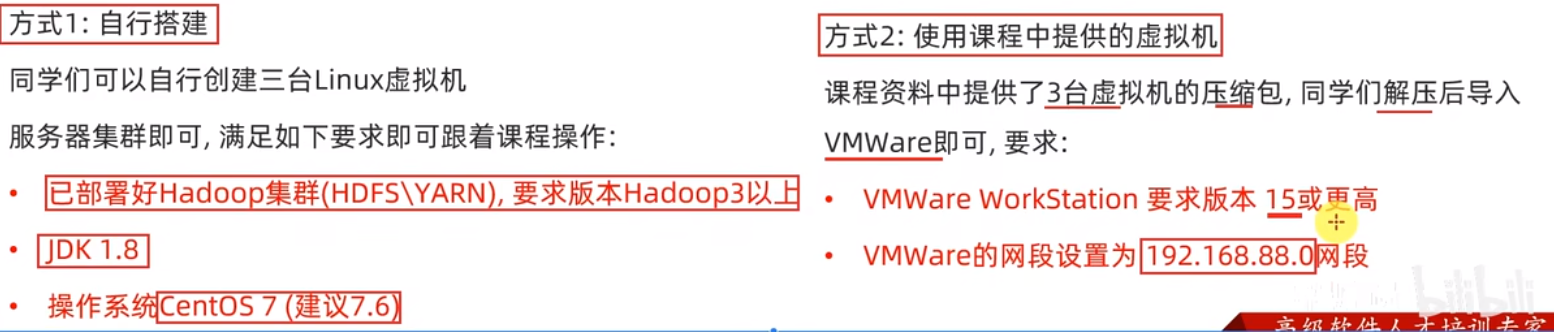 方式1: 自行搭建
同学们可以自行创建三台Linux虚拟机
服务器集群即可, 满足如下要求即可跟着课程操作:
• 已部署好Hadoop集群(HDFS\YARN), 要求版本Hadoop3以上
• JDK 1.8
• 操作系统CentOS 7 (建议7.6)
方式2: 使用课程中提供的虚拟机
课程资料中提供了3台虚拟机的压缩包, 同学们解压后导入
VMWare即可, 要求:
• VMWare WorkStation 要求版本 15或更高
• VMWare的网段设置为 192.168.88.0网段
bilibili
高级软件人才培训专家